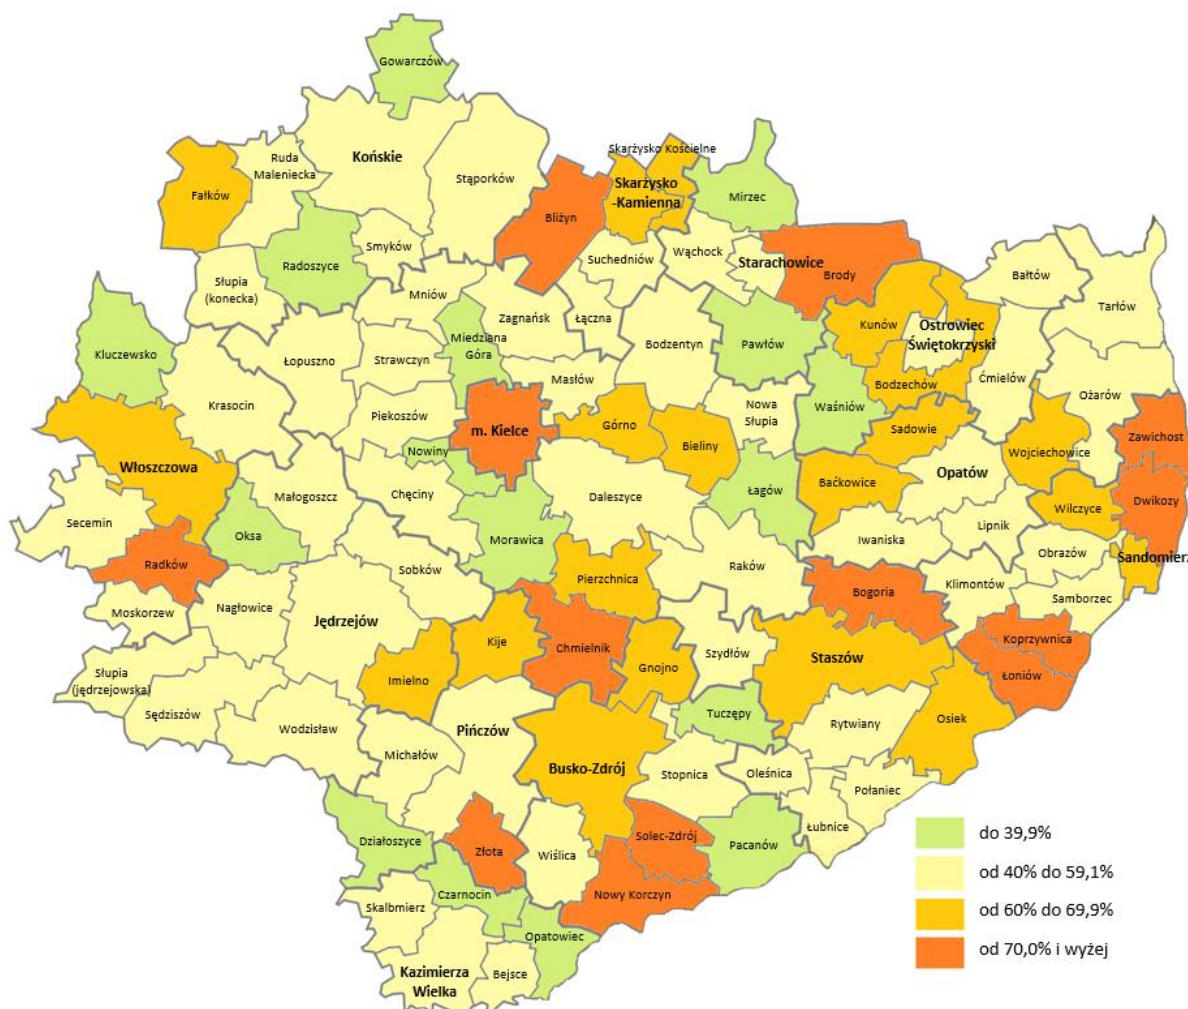 Gowarczów
Końskie
Ruda
Maleniecka
Stąporków
Fałków
Skarżysko Kościelne
Skarżysko
-Kamienna
Mirzec
Bliżyn
Smyków
Radoszyce
Suchedniów
Wąchock
Starachowice
Brody
Słupia
(konecka)
Mniów
Bałtów
Tarłów
Zagnańsk
Łączna
Kunów
Ostrowiec
Świętokrzyski
Miedziana
Góra
Bodzentyn
Pawłów
Kluczewsko
Łopuszno
Strawczyn
Masłów
Bodzechów
Ćmielów
Ożarów
Krasocin
Piekoszów
Nowa
Słupia
Waśniów
m. Kielce
Górno
Bieliny
Sadowie
Wojciechowice
Zawichost
Nowiny
Włoszczowa
Małogoszcz
Chęciny
Daleszyce
Łagów
Baćkowice
Opatów
Dwikozy
Wilczyce
Secemin
Oksa
Morawica
Iwaniska
Lipnik
Obrazów
Sandomierz
Radków
Sobków
Pierzchnica
Raków
Bogoria
Klimontów
Samborzec
Moskorzew
Nagłowice
Jędrzejów
Kije
Chmielnik
Szydłów
Koprzywnica
Gnojno
Staszów
Łoniów
Słupia
(jędrzejowska)
Imielno
Sędziszów
Tuczępy
Rytwiany
Osiek
Wodzisław
Pińczów
Michałów
Busko-Zdrój
Stopnica
Oleśnica
Połaniec
Łubnice
Działoszyce
Złota
Wiślica
Solec-Zdrój
Pacanów
Czarnocin
Nowy Korczyn
Skalbmierz
Opatowiec
Kazimierza
Wielka
Bejsce
do 39,9%
od 40% do 59,1%
od 60% do 69,9%
od 70,0% i wyżej